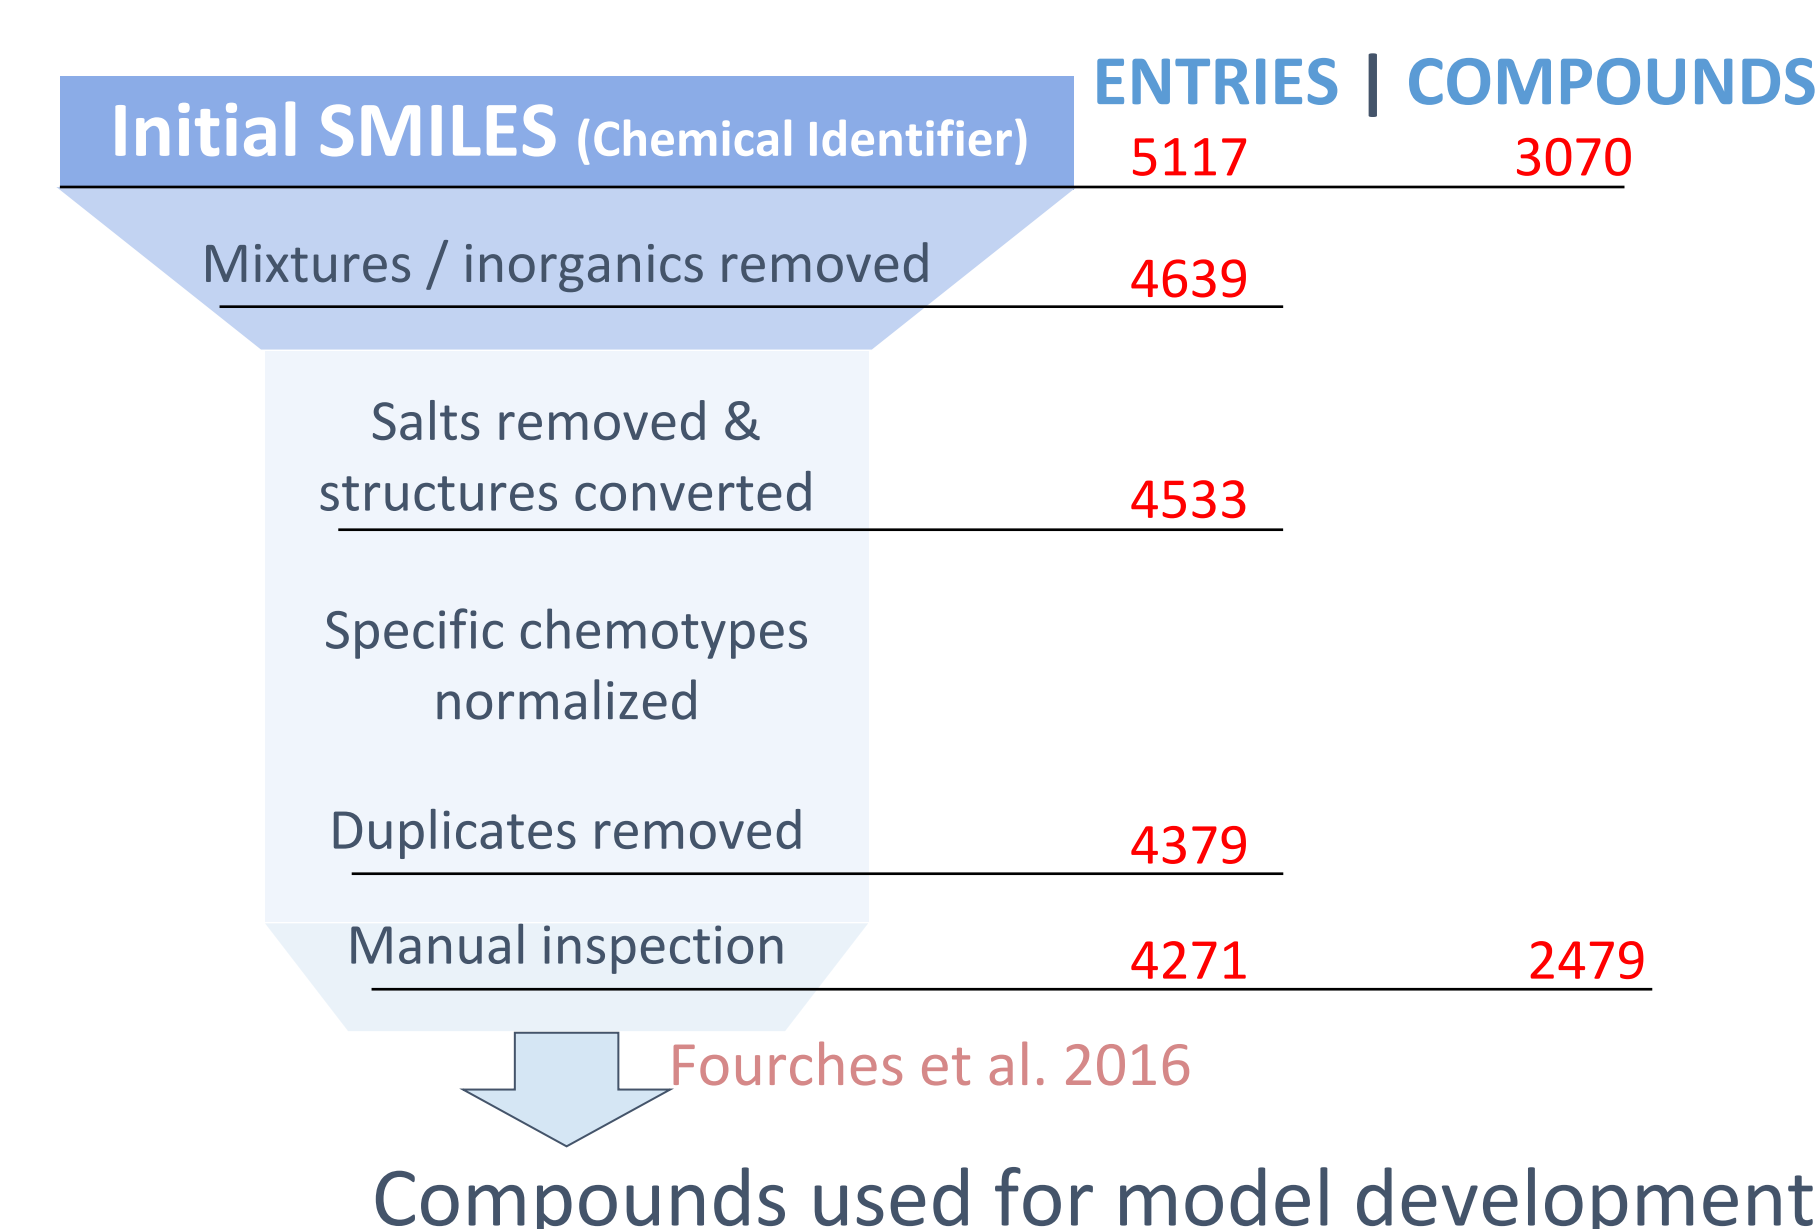 ENTRIES | COMPOUNDS
Initial SMILES (Chemical Identifier) 5117 3070
Mixtures / inorganics removed 4639
Salts removed &
structures converted 4533
Specific chemotypes
normalized
Duplicates removed 4379
Manual inspection 4271 2479
Fourches et al. 2016
Compounds used for model development